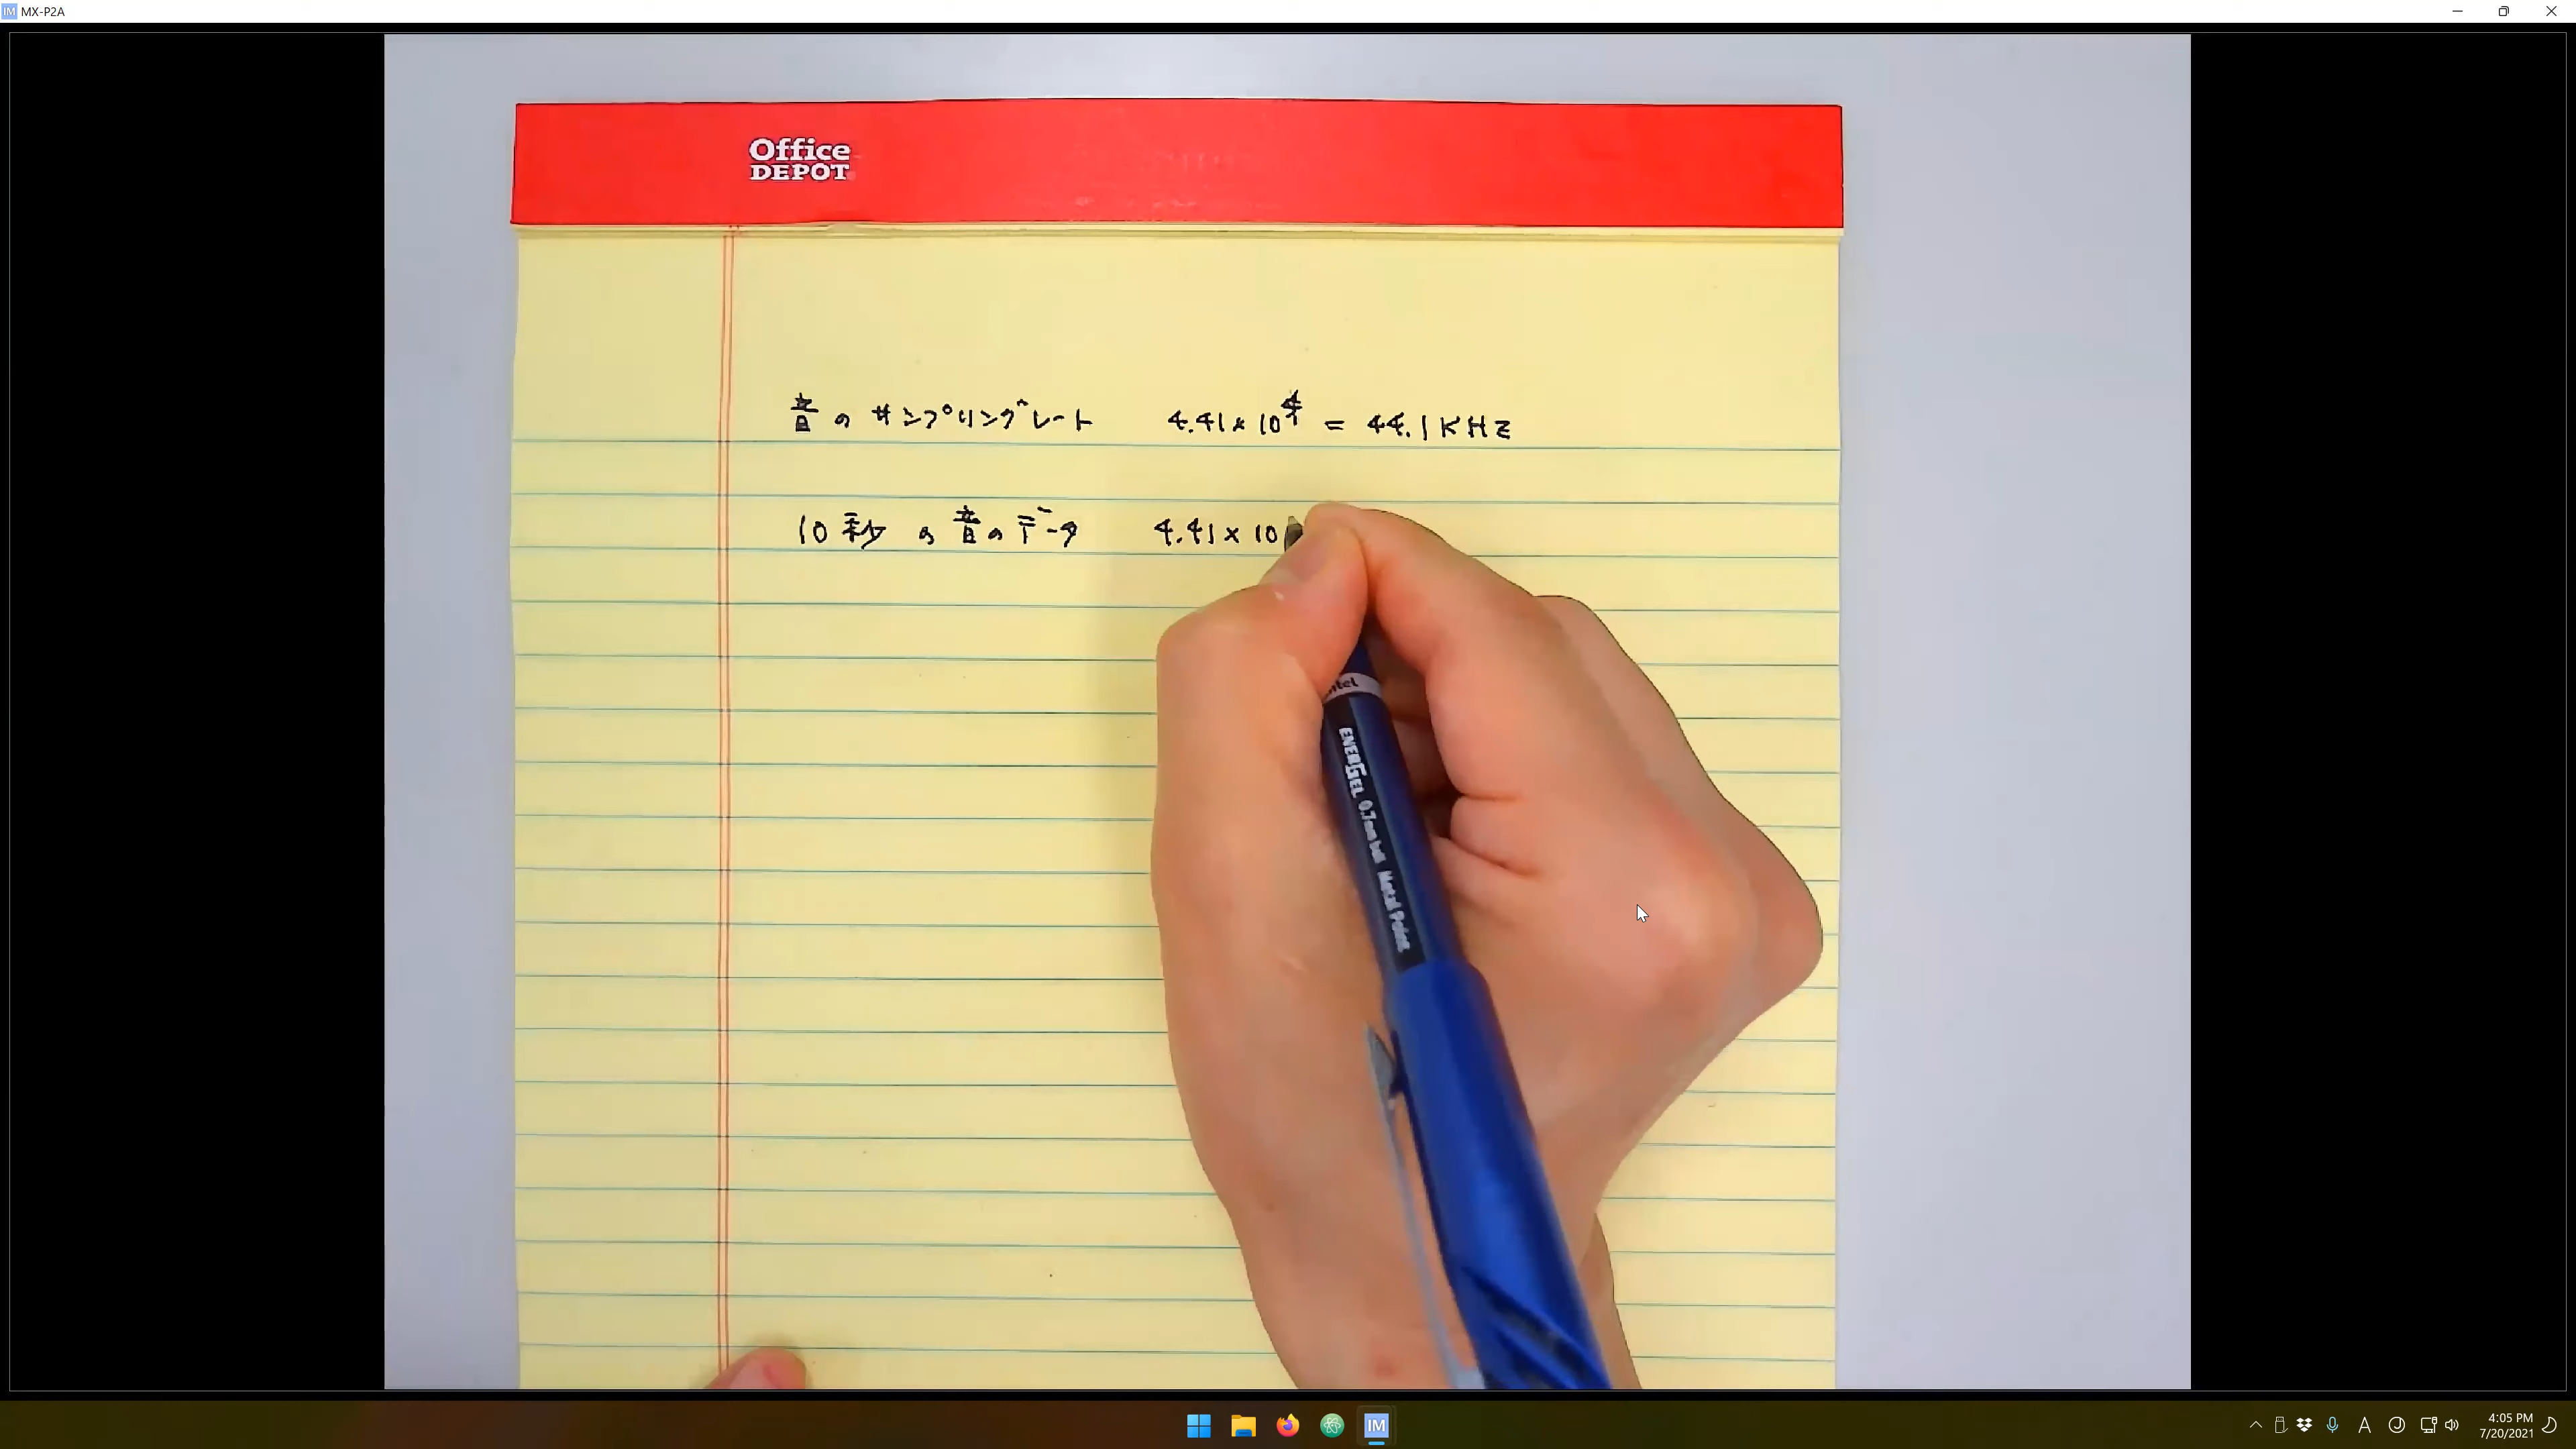 MX-P2A
Office
DEPOT
音のサンプリングレート 4.41×10⁴ = 44.1KHz
10秒の音のデータ 4.41×10
ntel
ENERGEL 0.7mm ball Metal Point
IM
4:05 PM
7/20/2021